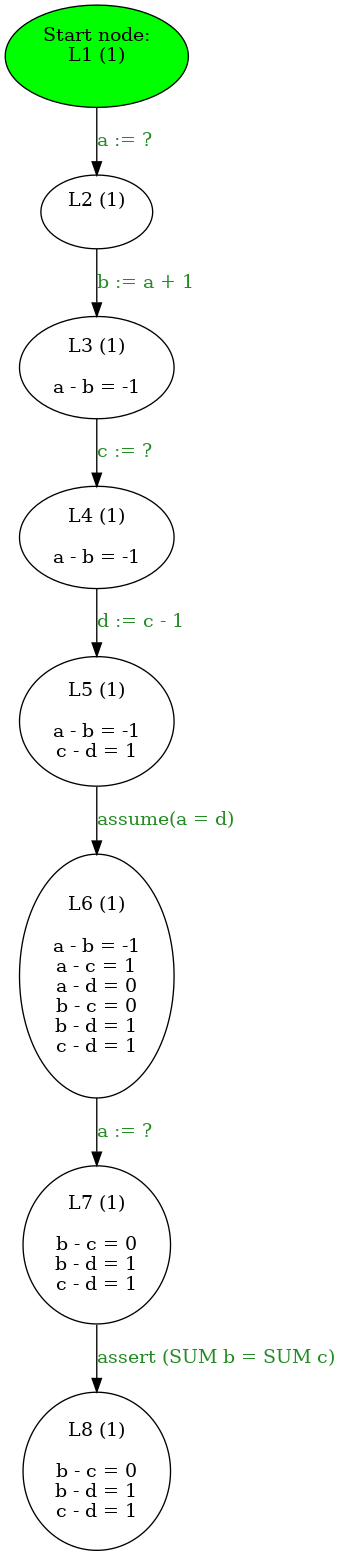 Start node:
L1 (1)
a := ?
L2 (1)
b := a + 1
L3 (1)
a - b = -1
c := ?
L4 (1)
a - b = -1
d := c - 1
L5 (1)
a - b = -1
c - d = 1
assume(a = d)
L6 (1)
a - b = -1
a - c = 1
a - d = 0
b - c = 0
b - d = 1
c - d = 1
a := ?
L7 (1)
b - c = 0
b - d = 1
c - d = 1
assert (SUM b = SUM c)
L8 (1)
b - c = 0
b - d = 1
c - d = 1